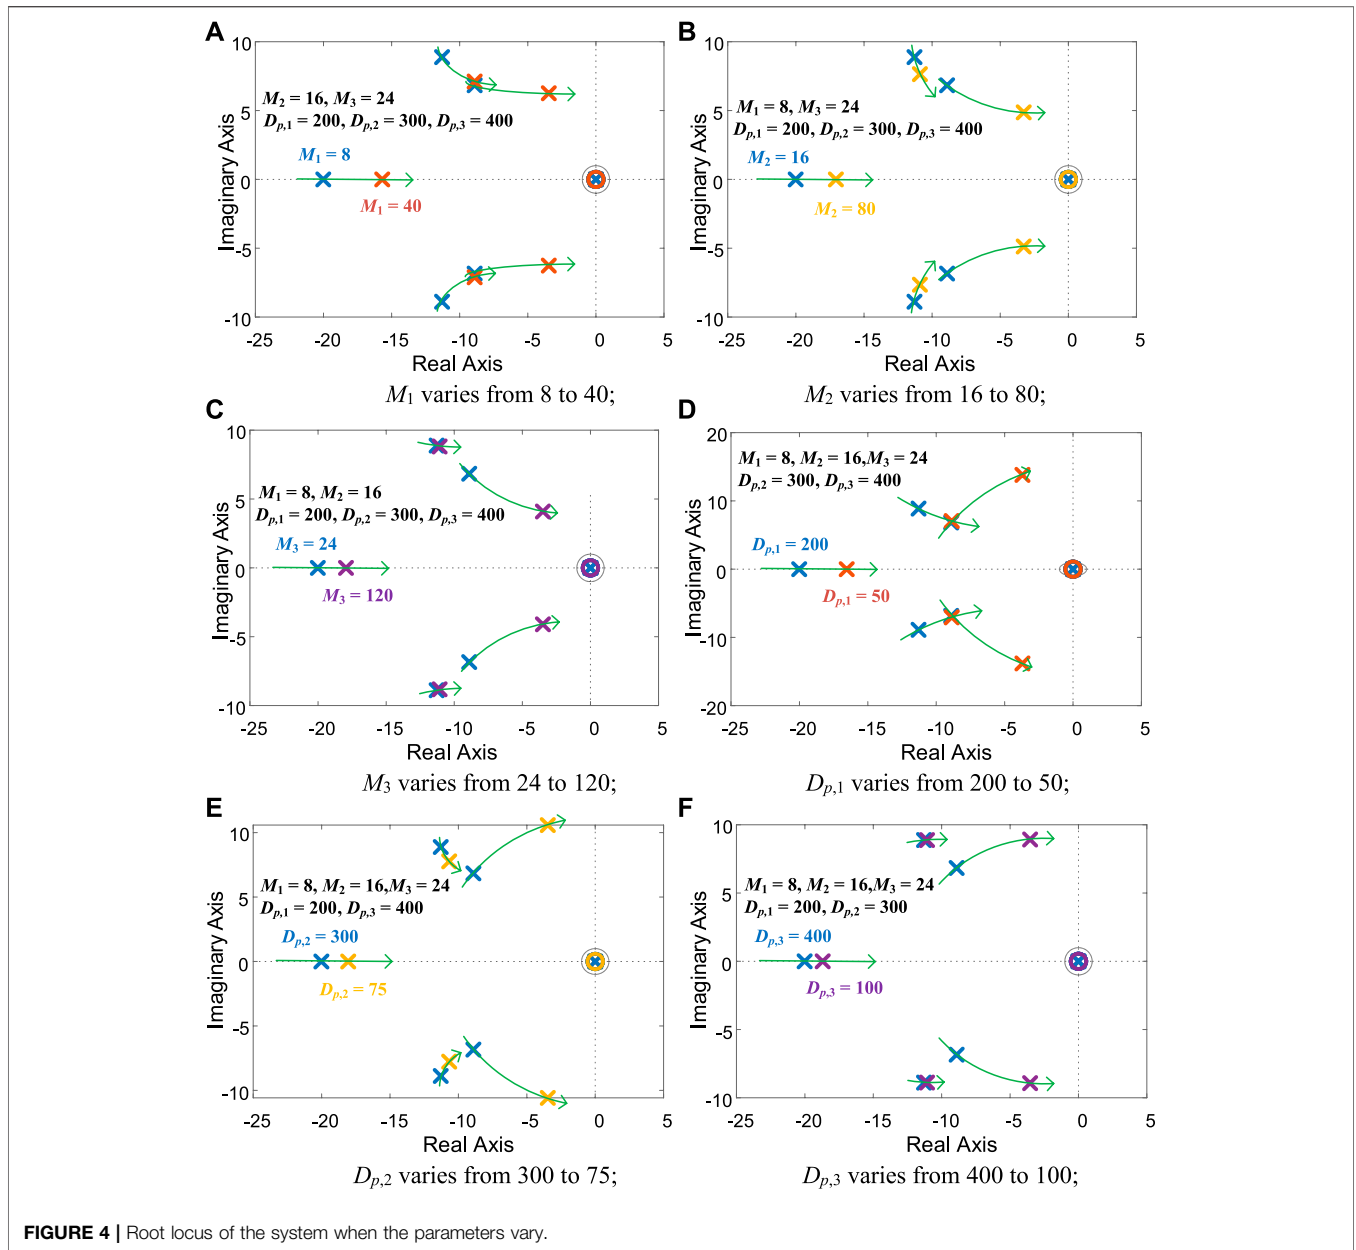 A
10
5
0
-5
-10
-25
-20
-15
-10
-5
0
5
Imaginary Axis
Real Axis
M₂ = 16, M₃ = 24
Dₚ,₁ = 200, Dₚ,₂ = 300, Dₚ,₃ = 400
M₁ = 8
M₁ = 40
M₁ varies from 8 to 40;
B
10
5
0
-5
-10
-25
-20
-15
-10
-5
0
5
Imaginary Axis
Real Axis
M₁ = 8, M₃ = 24
Dₚ,₁ = 200, Dₚ,₂ = 300, Dₚ,₃ = 400
M₂ = 16
M₂ = 80
M₂ varies from 16 to 80;
C
10
5
0
-5
-10
-25
-20
-15
-10
-5
0
5
Imaginary Axis
Real Axis
M₁ = 8, M₂ = 16
Dₚ,₁ = 200, Dₚ,₂ = 300, Dₚ,₃ = 400
M₃ = 24
M₃ = 120
M₃ varies from 24 to 120;
D
20
10
0
-10
-20
-25
-20
-15
-10
-5
0
5
Imaginary Axis
Real Axis
M₁ = 8, M₂ = 16,M₃ = 24
Dₚ,₂ = 300, Dₚ,₃ = 400
Dₚ,₁ = 200
Dₚ,₁ = 50
Dₚ,₁ varies from 200 to 50;
E
10
5
0
-5
-10
-25
-20
-15
-10
-5
0
5
Imaginary Axis
Real Axis
M₁ = 8, M₂ = 16,M₃ = 24
Dₚ,₁ = 200, Dₚ,₃ = 400
Dₚ,₂ = 300
Dₚ,₂ = 75
Dₚ,₂ varies from 300 to 75;
F
10
5
0
-5
-10
-25
-20
-15
-10
-5
0
5
Imaginary Axis
Real Axis
M₁ = 8, M₂ = 16,M₃ = 24
Dₚ,₁ = 200, Dₚ,₂ = 300
Dₚ,₃ = 400
Dₚ,₃ = 100
Dₚ,₃ varies from 400 to 100;
FIGURE 4 | Root locus of the system when the parameters vary.